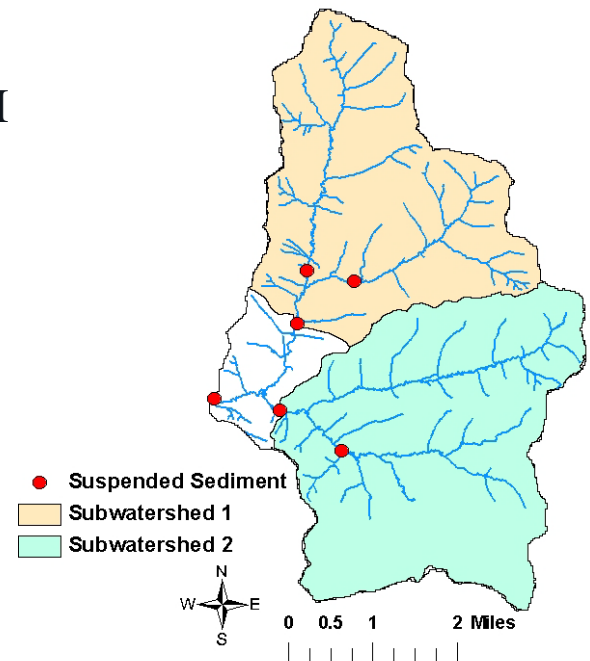 Suspended Sediment
Subwatershed 1
Subwatershed 2
N
W E
S
0 0.5 1 2 Miles